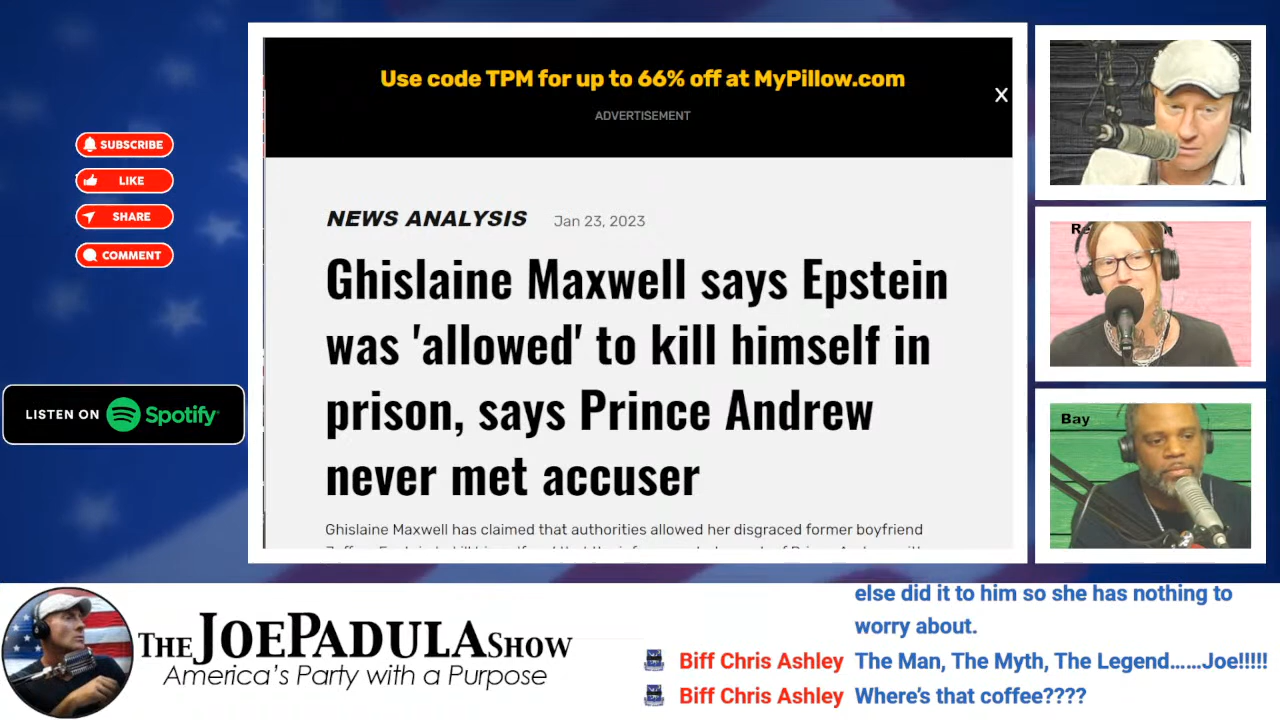 Use code TPM for up to 66% off at MyPillow.com
ADVERTISEMENT
X
NEWS ANALYSIS Jan 23, 2023
Ghislaine Maxwell says Epstein
was 'allowed' to kill himself in
prison, says Prince Andrew
never met accuser
Ghislaine Maxwell has claimed that authorities allowed her disgraced former boyfriend
SUBSCRIBE
LIKE
SHARE
COMMENT
LISTEN ON Spotify
Bay
THE JOEPADULA SHOW
America's Party with a Purpose
else did it to him so she has nothing to
worry about.
Biff Chris Ashley The Man, The Myth, The Legend......Joe!!!!!
Biff Chris Ashley Where's that coffee????